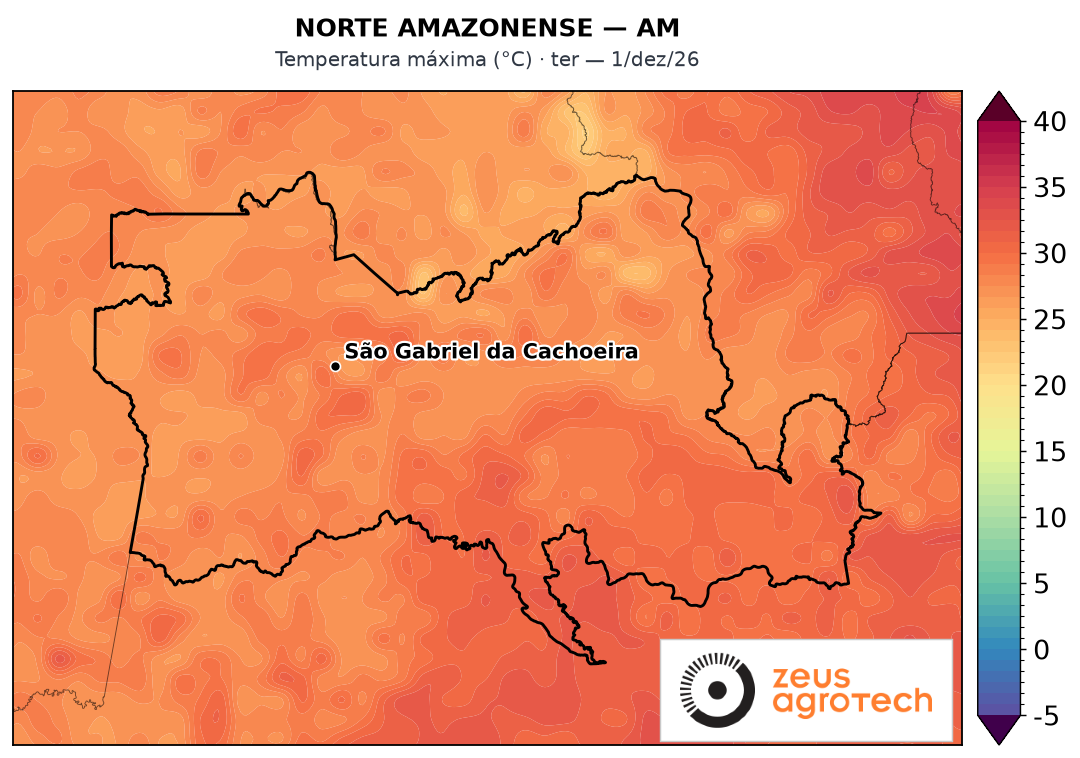 NORTE AMAZONENSE — AM
Temperatura máxima (°C) · ter — 1/dez/26
São Gabriel da Cachoeira
40
35
30
25
20
15
10
5
0
-5
zeus
agrotech